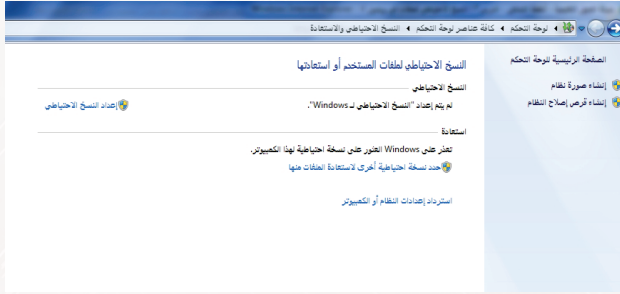 لوحة التحكم ◂ كافة عناصر لوحة التحكم ◂ النسخ الاحتياطي والاستعادة
الصفحة الرئيسية للوحة التحكم
إنشاء صورة نظام
إنشاء قرص إصلاح النظام
النسخ الاحتياطي لملفات المستخدم أو استعادتها
النسخ الاحتياطي
لم يتم إعداد "النسخ الاحتياطي لـ Windows".
إعداد النسخ الاحتياطي
استعادة
تعذر على Windows العثور على نسخة احتياطية لهذا الكمبيوتر.
حدد نسخة احتياطية أخرى لاستعادة الملفات منها
استرداد إعدادات النظام أو الكمبيوتر